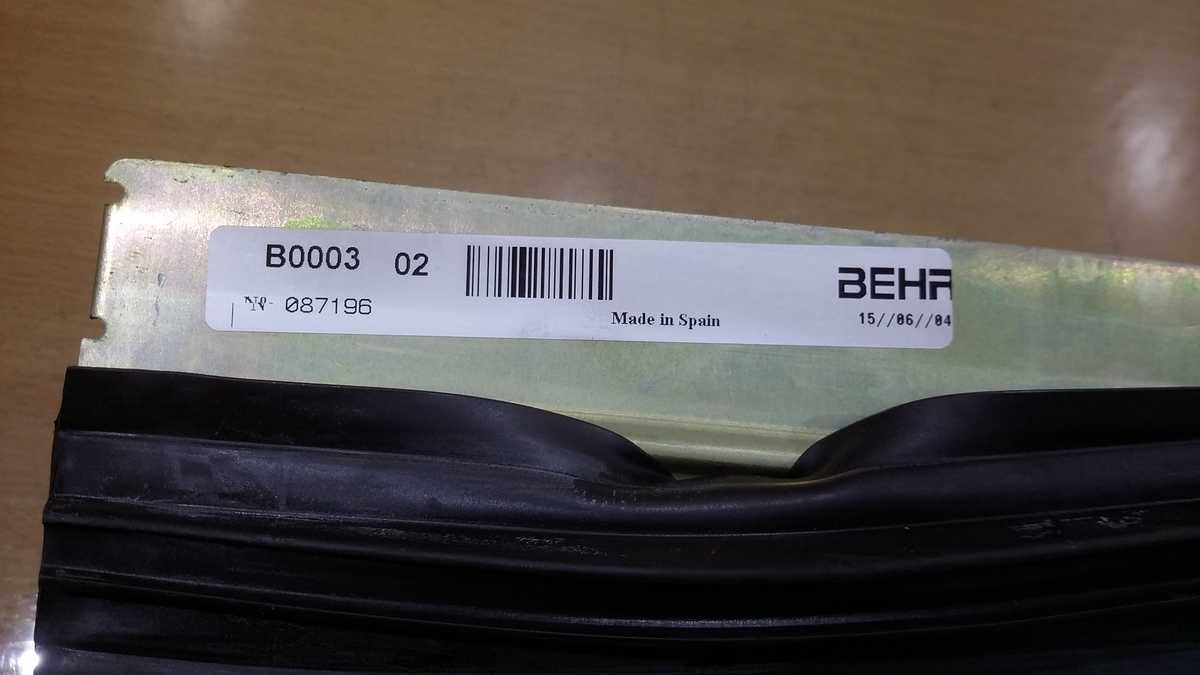 B0003 02
BEHR
No 087196
Made in Spain
15//06//04